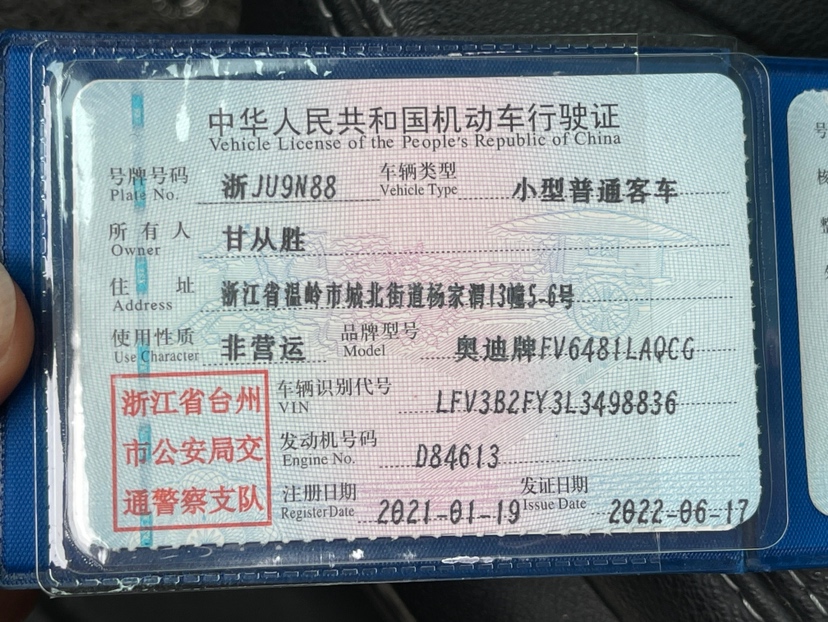 中华人民共和国机动车行驶证
Vehicle License of the People's Republic of China
号牌号码 浙JU9N88 车辆类型 小型普通客车
Plate No. Vehicle Type
所有人 甘从胜
Owner
住址 浙江省温岭市城北街道杨家渭13幢5-6号
Address
使用性质 非营运 品牌型号 奥迪牌FV6481LAQCG
Use Character Model
浙江省台州
市公安局交
通警察支队
车辆识别代号 LFV3B2FY3L3498836
VIN
发动机号码 D84613
Engine No.
注册日期 2021-01-19 发证日期 2022-06-17
Register Date Issue Date
号
核
整